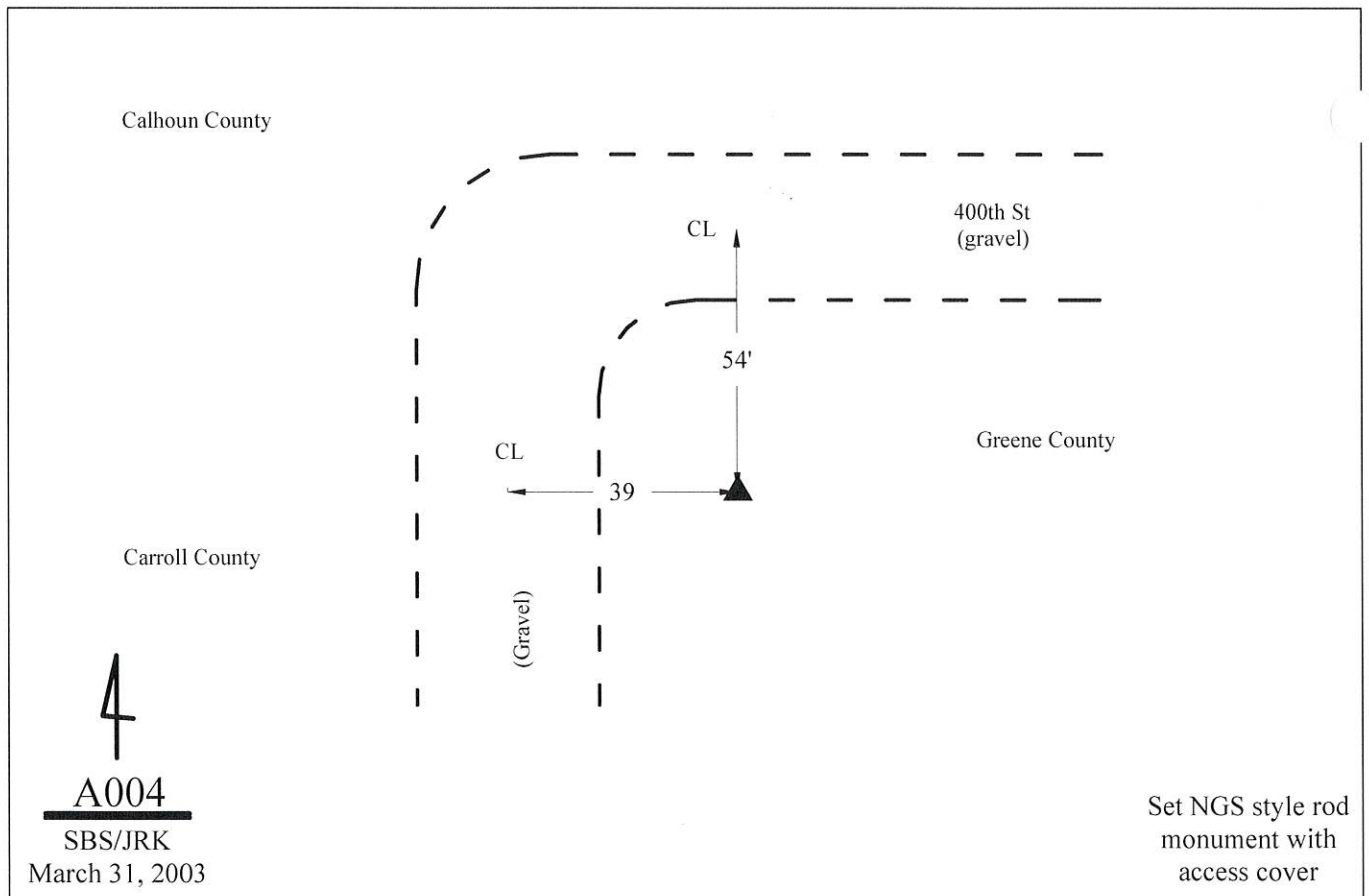 Calhoun County
400th St
(gravel)
CL
54'
Greene County
CL
39
Carroll County
(Gravel)
A004
SBS/JRK
March 31, 2003
Set NGS style rod
monument with
access cover